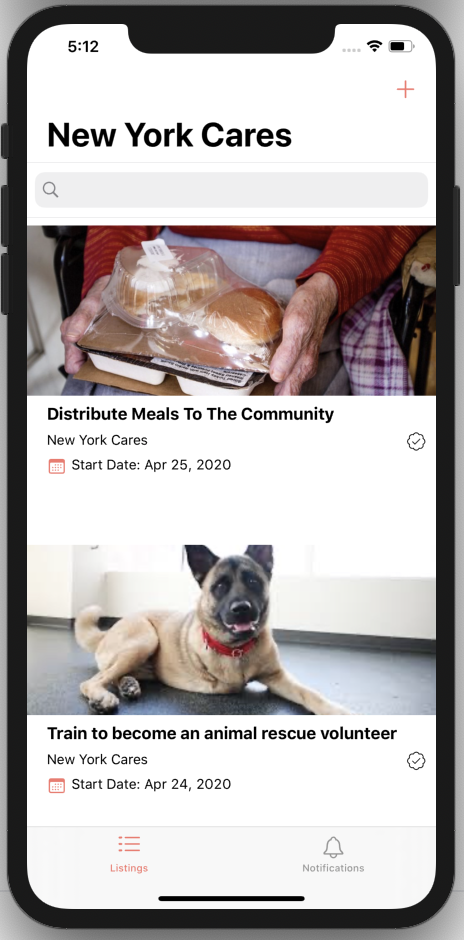 5:12
New York Cares
Distribute Meals To The Community
New York Cares
Start Date: Apr 25, 2020
Train to become an animal rescue volunteer
New York Cares
Start Date: Apr 24, 2020
Listings
Notifications